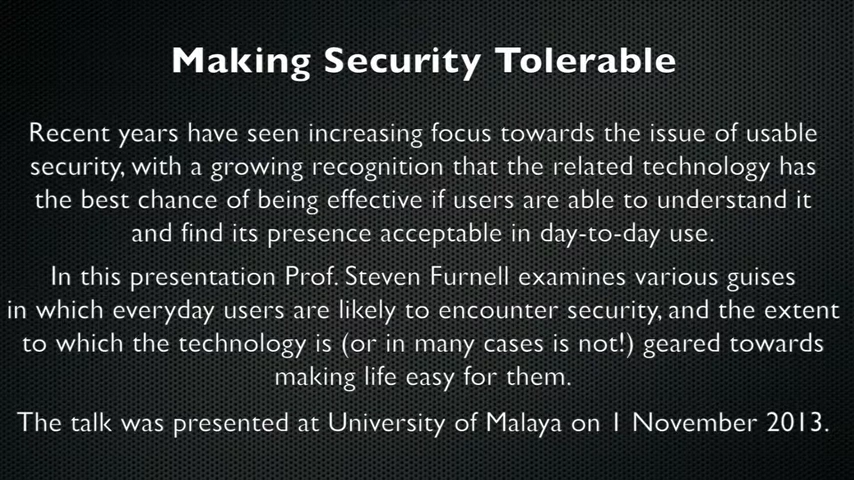 Making Security Tolerable
Recent years have seen increasing focus towards the issue of usable
security, with a growing recognition that the related technology has
the best chance of being effective if users are able to understand it
and find its presence acceptable in day-to-day use.
In this presentation Prof. Steven Furnell examines various guises
in which everyday users are likely to encounter security, and the extent
to which the technology is (or in many cases is not!) geared towards
making life easy for them.
The talk was presented at University of Malaya on 1 November 2013.